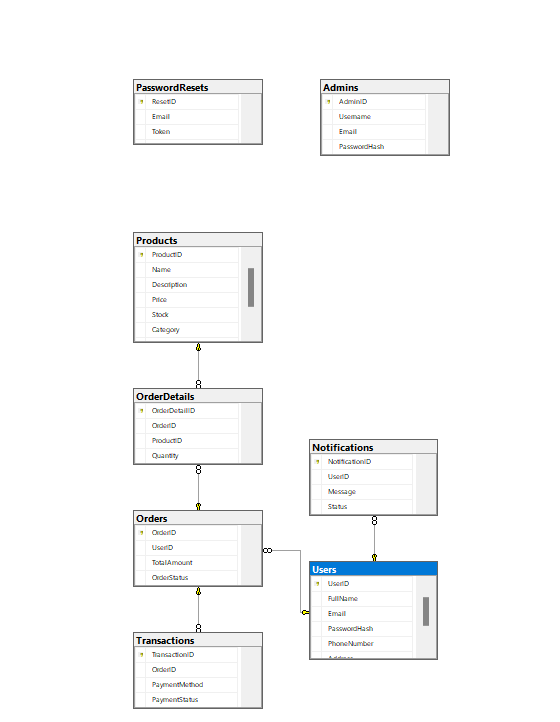 PasswordResets
ResetID
Email
Token
Admins
AdminID
Username
Email
PasswordHash
Products
ProductID
Name
Description
Price
Stock
Category
OrderDetails
OrderDetailID
OrderID
ProductID
Quantity
Notifications
NotificationID
UserID
Message
Status
Orders
OrderID
UserID
TotalAmount
OrderStatus
Users
UserID
FullName
Email
PasswordHash
PhoneNumber
Transactions
TransactionID
OrderID
PaymentMethod
PaymentStatus